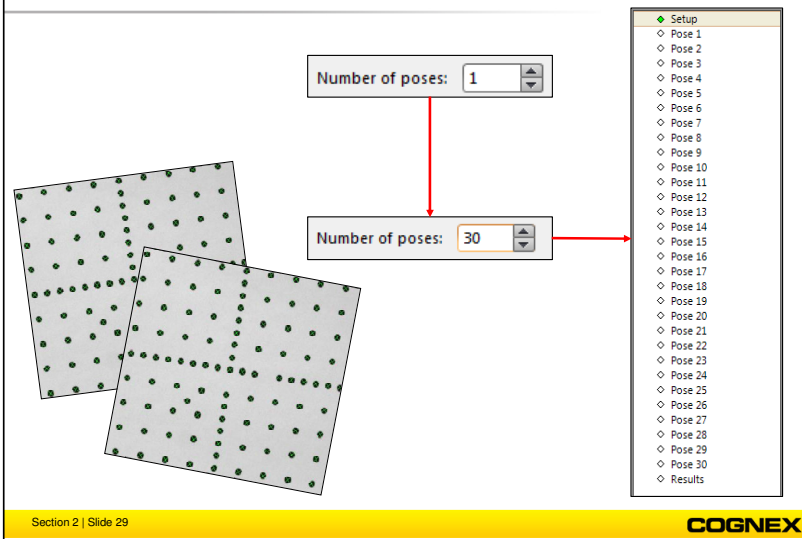 Number of poses: 1
Number of poses: 30
Setup
Pose 1
Pose 2
Pose 3
Pose 4
Pose 5
Pose 6
Pose 7
Pose 8
Pose 9
Pose 10
Pose 11
Pose 12
Pose 13
Pose 14
Pose 15
Pose 16
Pose 17
Pose 18
Pose 19
Pose 20
Pose 21
Pose 22
Pose 23
Pose 24
Pose 25
Pose 26
Pose 27
Pose 28
Pose 29
Pose 30
Results
Section 2 | Slide 29
COGNEX